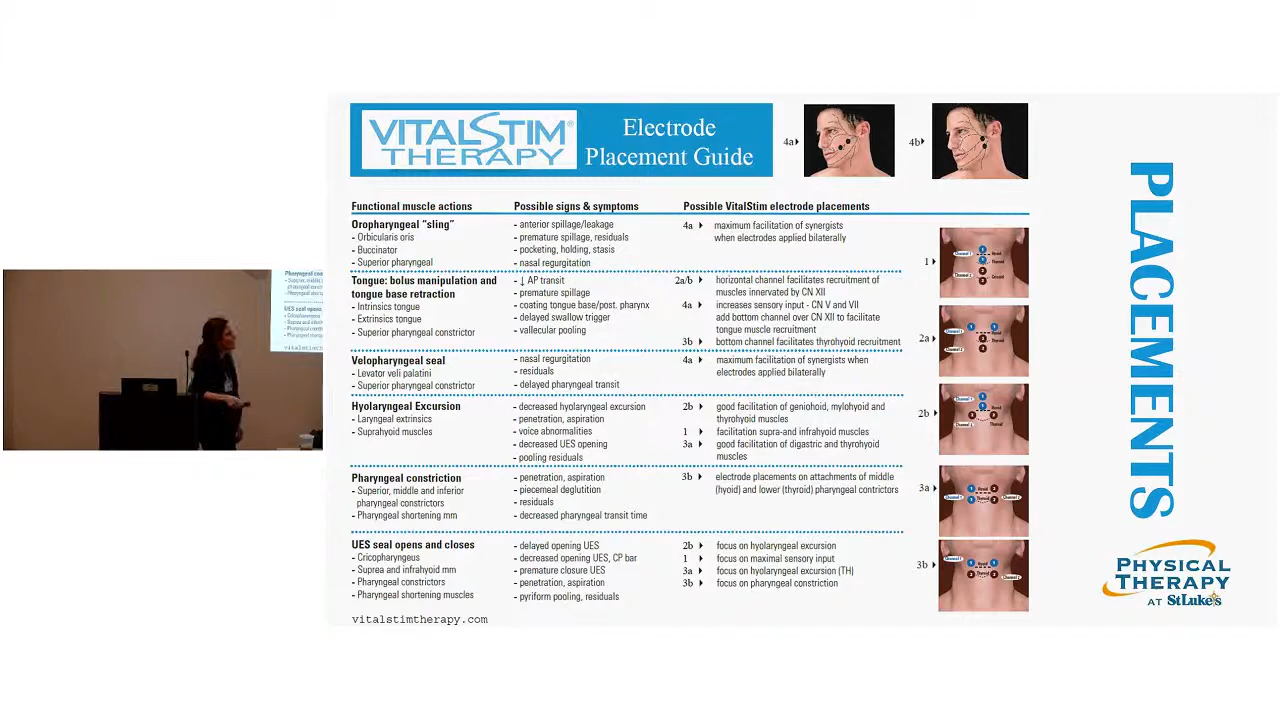 VITALSTIM®
THERAPY
Electrode
Placement Guide
4a
4b
PLACEMENTS
Functional muscle actions
Possible signs & symptoms
Possible VitalStim electrode placements
Oropharyngeal “sling”
- Orbicularis oris
- Buccinator
- Superior pharyngeal
- anterior spillage/leakage
- premature spillage, residuals
- pocketing, holding, stasis
- nasal regurgitation
4a maximum facilitation of synergists
when electrodes applied bilaterally
1
Tongue: bolus manipulation and
tongue base retraction
- Intrinsics tongue
- Extrinsics tongue
- Superior pharyngeal constrictor
- ↓ AP transit
- premature spillage
- coating tongue base/post. pharynx
- delayed swallow trigger
- vallecular pooling
2a/b horizontal channel facilitates recruitment of
muscles innervated by CN XII
4a increases sensory input - CN V and VII
add bottom channel over CN XII to facilitate
tongue muscle recruitment
3b bottom channel facilitates thyrohyoid recruitment
2a
Velopharyngeal seal
- Levator veli palatini
- Superior pharyngeal constrictor
- nasal regurgitation
- residuals
- delayed pharyngeal transit
4a maximum facilitation of synergists when
electrodes applied bilaterally
Hyolaryngeal Excursion
- Laryngeal extrinsics
- Suprahyoid muscles
- decreased hyolaryngeal excursion
- penetration, aspiration
- voice abnormalities
- decreased UES opening
- pooling residuals
2b good facilitation of geniohoid, mylohyoid and
thyrohyoid muscles
1 facilitation supra-and infrahyoid muscles
3a good facilitation of digastric and thyrohyoid
muscles
2b
Pharyngeal constriction
- Superior, middle and inferior
pharyngeal constrictors
- Pharyngeal shortening mm
- penetration, aspiration
- piecemeal deglutition
- residues
- decreased pharyngeal transit time
3b electrode placements on attachments of middle
(hyoid) and lower (thyroid) pharyngeal contrictors
3a
UES seal opens and closes
- Cricopharyngeus
- Suprea and infrahyoid mm
- Pharyngeal constrictors
- Pharyngeal shortening muscles
- delayed opening UES
- decreased opening UES, CP bar
- premature closure UES
- penetration, aspiration
- pyriform pooling, residuals
2b focus on hyolaryngeal excursion
1 focus on maximal sensory input
3a focus on hyolaryngeal excursion (TH)
3b focus on pharyngeal constriction
3b
vitalstimtherapy.com
PHYSICAL
THERAPY
AT StLuke's